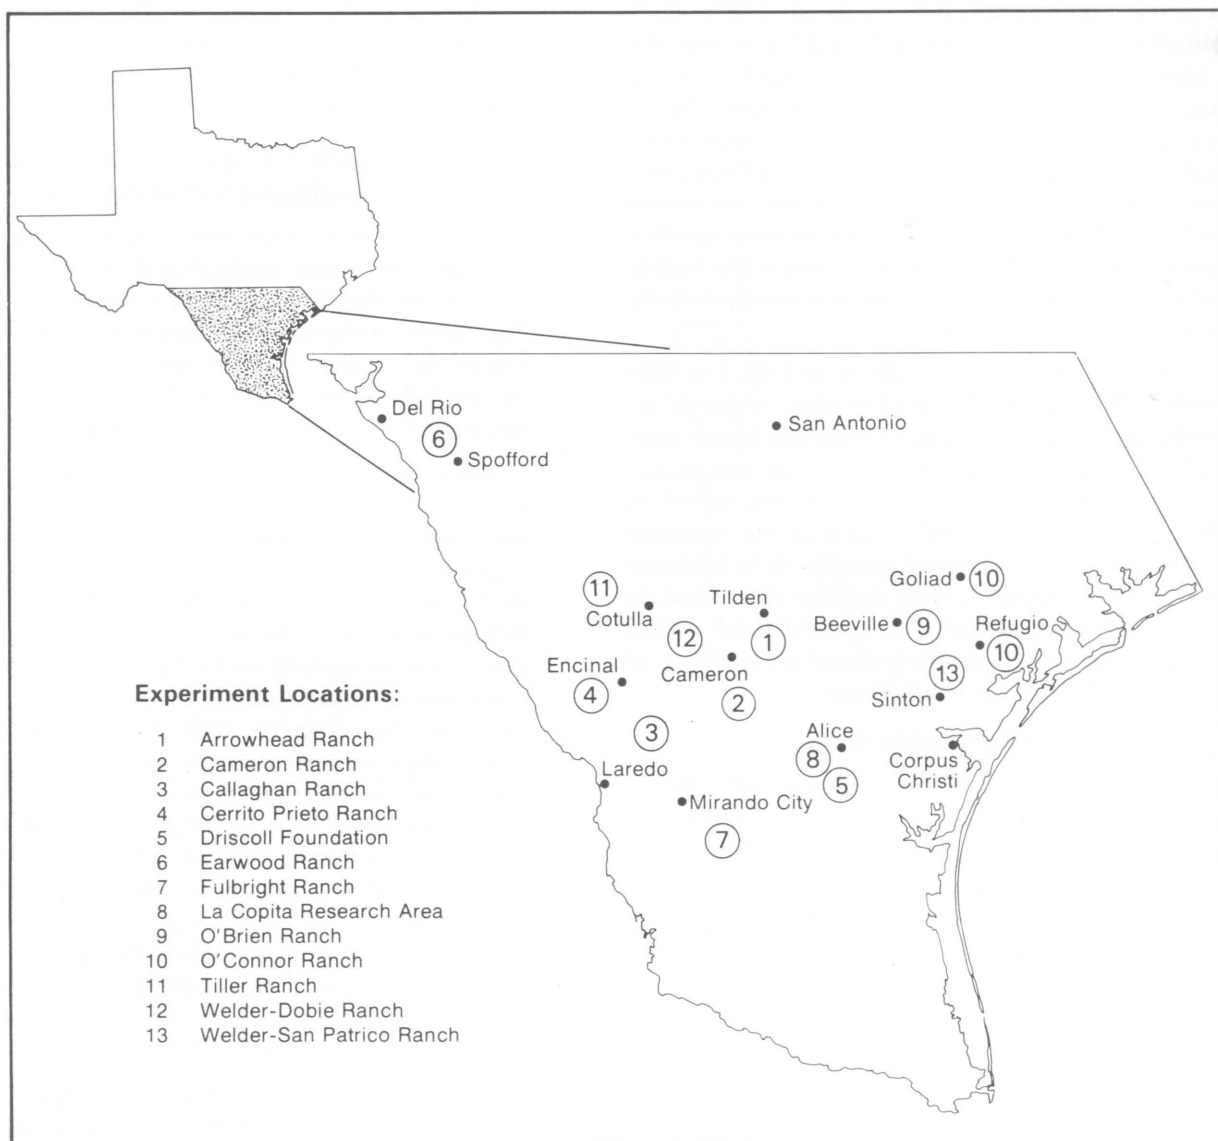 Del Rio
6
Spofford
San Antonio
Goliad 10
11
Cotulla
Tilden
Beeville 9
Refugio
10
12
1
Encinal
4
Cameron
2
13
Sinton
3
Alice
8
5
Corpus
Christi
Laredo
Mirando City
7
Experiment Locations:
1 Arrowhead Ranch
2 Cameron Ranch
3 Callaghan Ranch
4 Cerrito Prieto Ranch
5 Driscoll Foundation
6 Earwood Ranch
7 Fulbright Ranch
8 La Copita Research Area
9 O'Brien Ranch
10 O'Connor Ranch
11 Tiller Ranch
12 Welder-Dobie Ranch
13 Welder-San Patrico Ranch